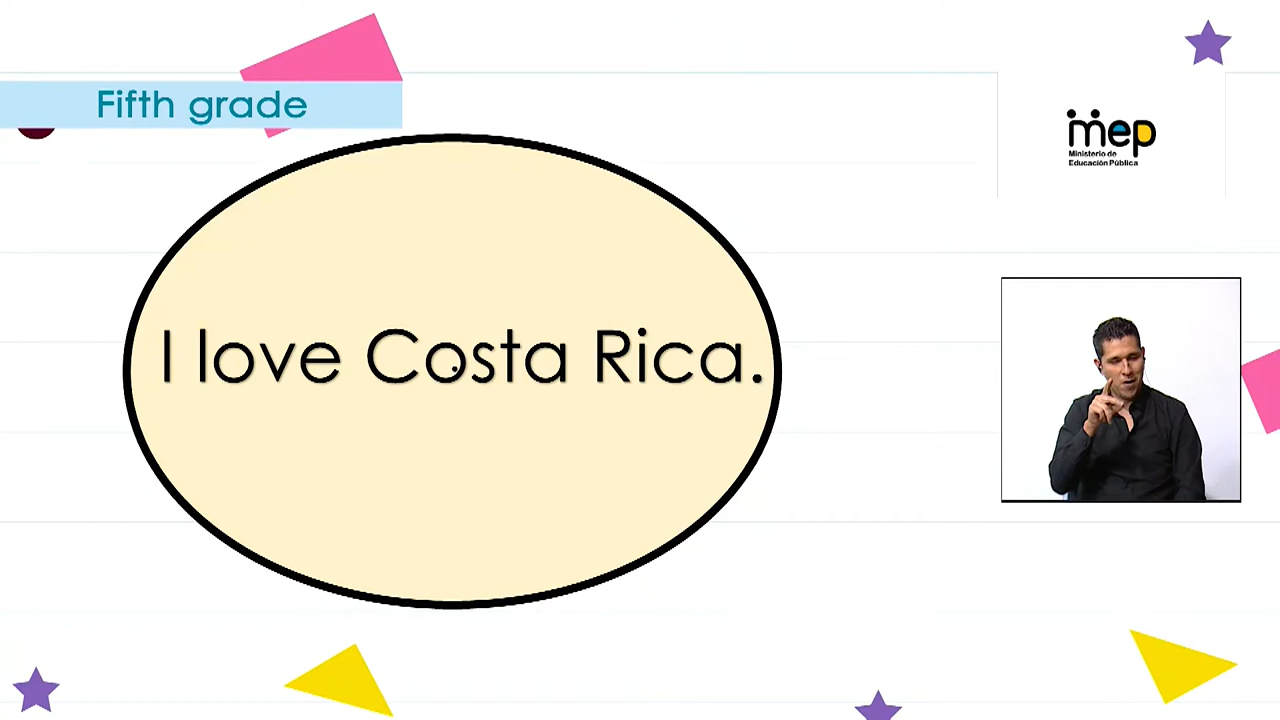 Fifth grade
mep
Ministerio de
Educación Pública
I love Costa Rica.